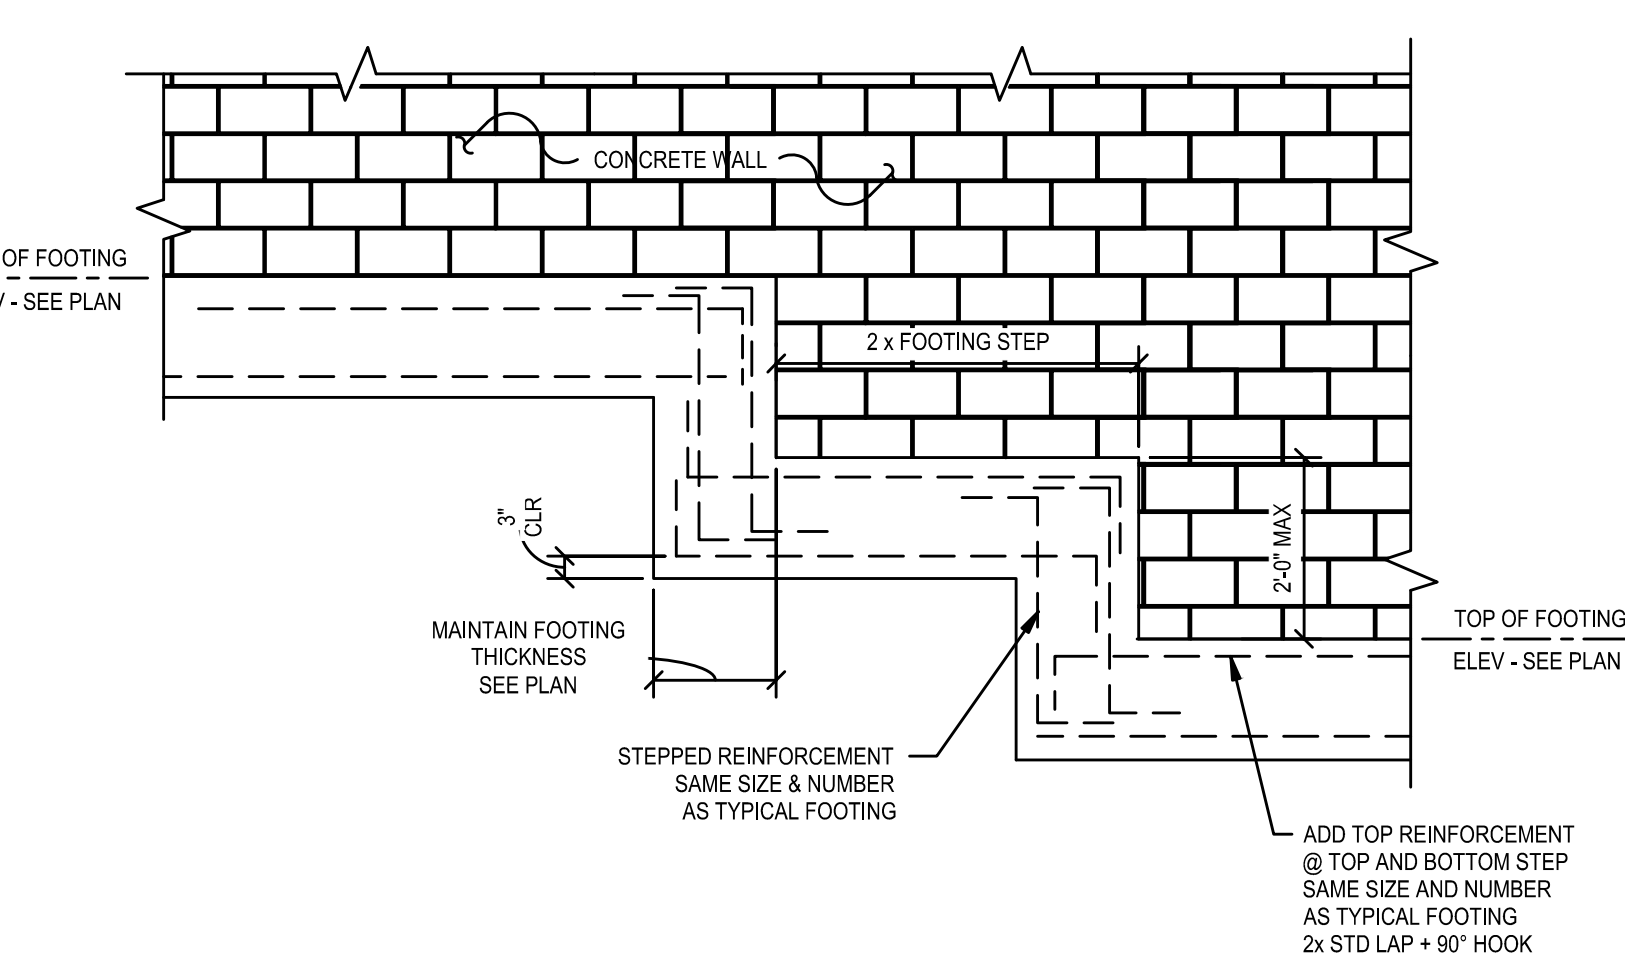 CONCRETE WALL
OF FOOTING
- SEE PLAN
2 x FOOTING STEP
3"
CLR
2'-0" MAX
MAINTAIN FOOTING
THICKNESS
SEE PLAN
TOP OF FOOTING
ELEV - SEE PLAN
STEPPED REINFORCEMENT
SAME SIZE & NUMBER
AS TYPICAL FOOTING
ADD TOP REINFORCEMENT
@ TOP AND BOTTOM STEP
SAME SIZE AND NUMBER
AS TYPICAL FOOTING
2x STD LAP + 90° HOOK